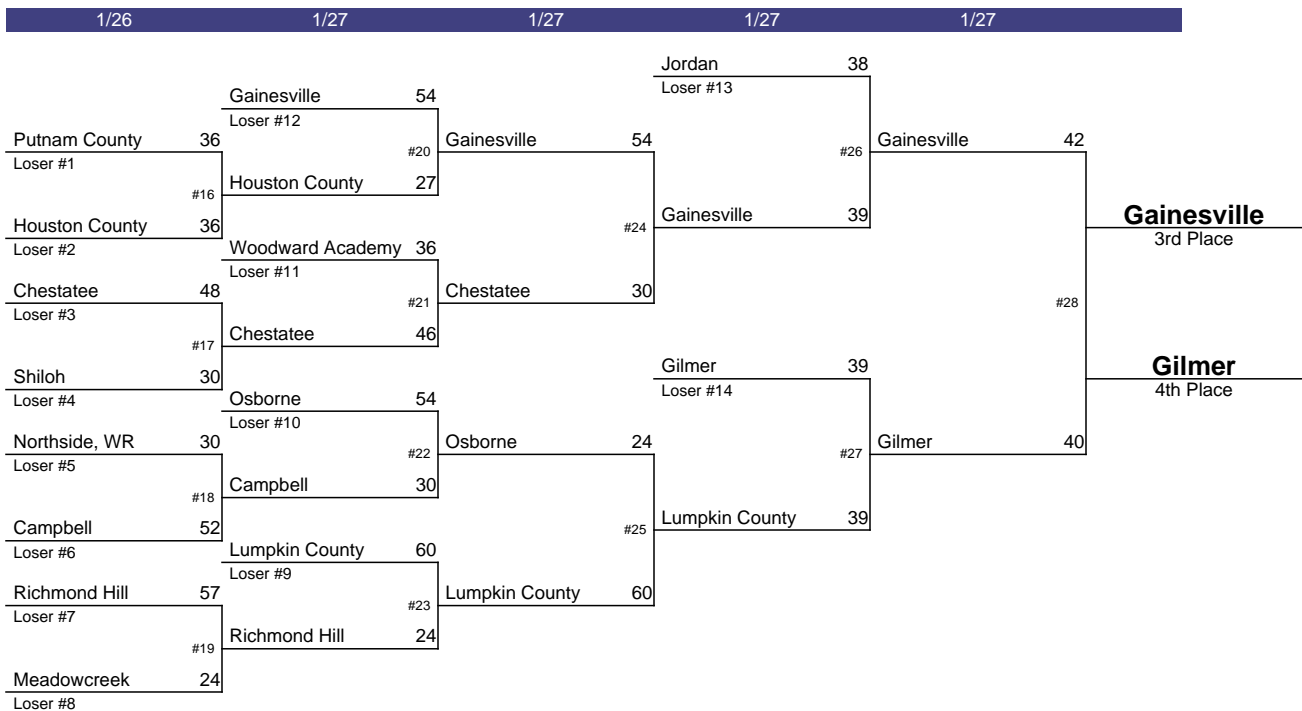 1/26 1/27 1/27 1/27 1/27
Jordan 38
Loser #13
Gainesville 54
Loser #12
Putnam County 36
Loser #1
#20
Gainesville 54
#26
Gainesville 42
#16
Houston County 27
Gainesville
3rd Place
Houston County 36
Loser #2
Gainesville 39
#24
Woodward Academy 36
Loser #11
Chestatee 48
Loser #3
#21
Chestatee 30
#28
#17
Chestatee 46
Gilmer 39
Loser #14
Gilmer
4th Place
Shiloh 30
Loser #4
Osborne 54
Loser #10
Northside, WR 30
Loser #5
#22
Osborne 24
#27
Gilmer 40
#18
Campbell 30
Campbell 52
Loser #6
#25
Lumpkin County 39
Lumpkin County 60
Loser #9
Richmond Hill 57
Loser #7
#23
Lumpkin County 60
#19
Richmond Hill 24
Meadowcreek 24
Loser #8